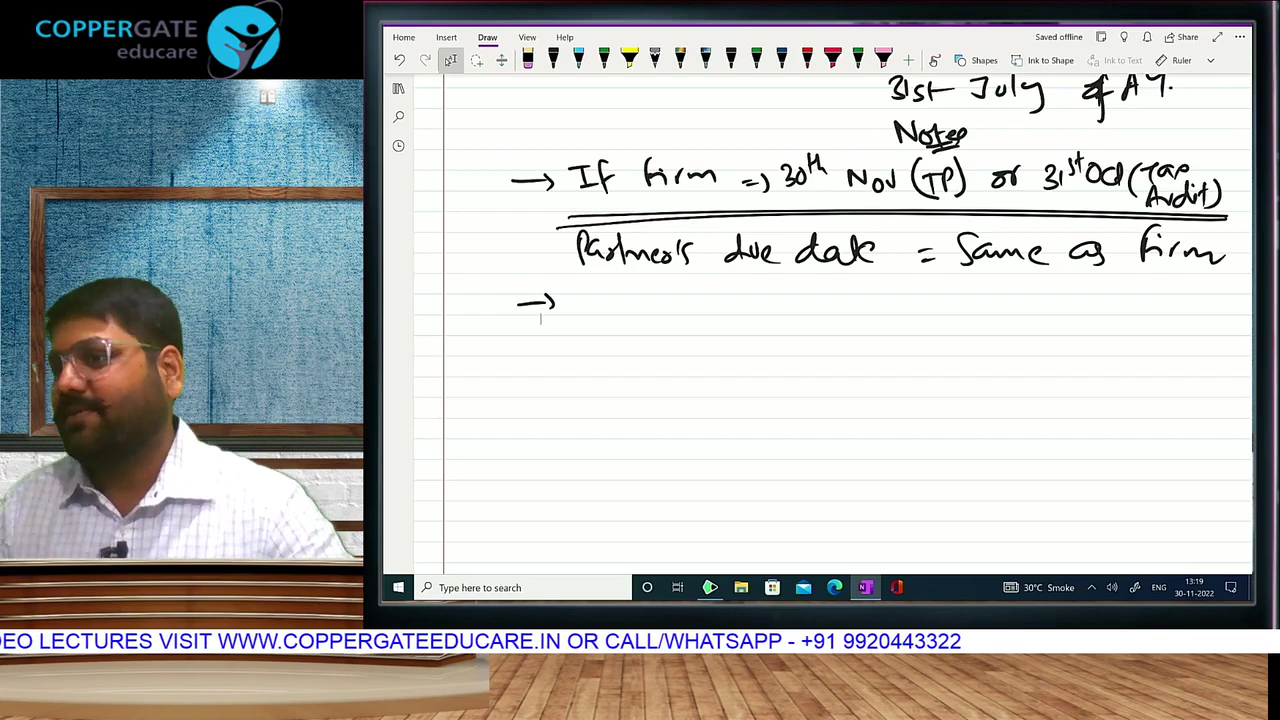 COPPERGATE
educare
Home Insert Draw View Help
Saved offline Share
Shapes Ink to Shape Ink to Text Ruler
31st July of A.Y.
Notes
→ If firm => 30th Nov (TP) or 31st Oct (Tax Audit)
Partner's due date = Same as firm
→
Type here to search
30°C Smoke ENG 13:19
30-11-2022
DEO LECTURES VISIT WWW.COPPERGATEEDUCARE.IN OR CALL/WHATSAPP - +91 9920443322